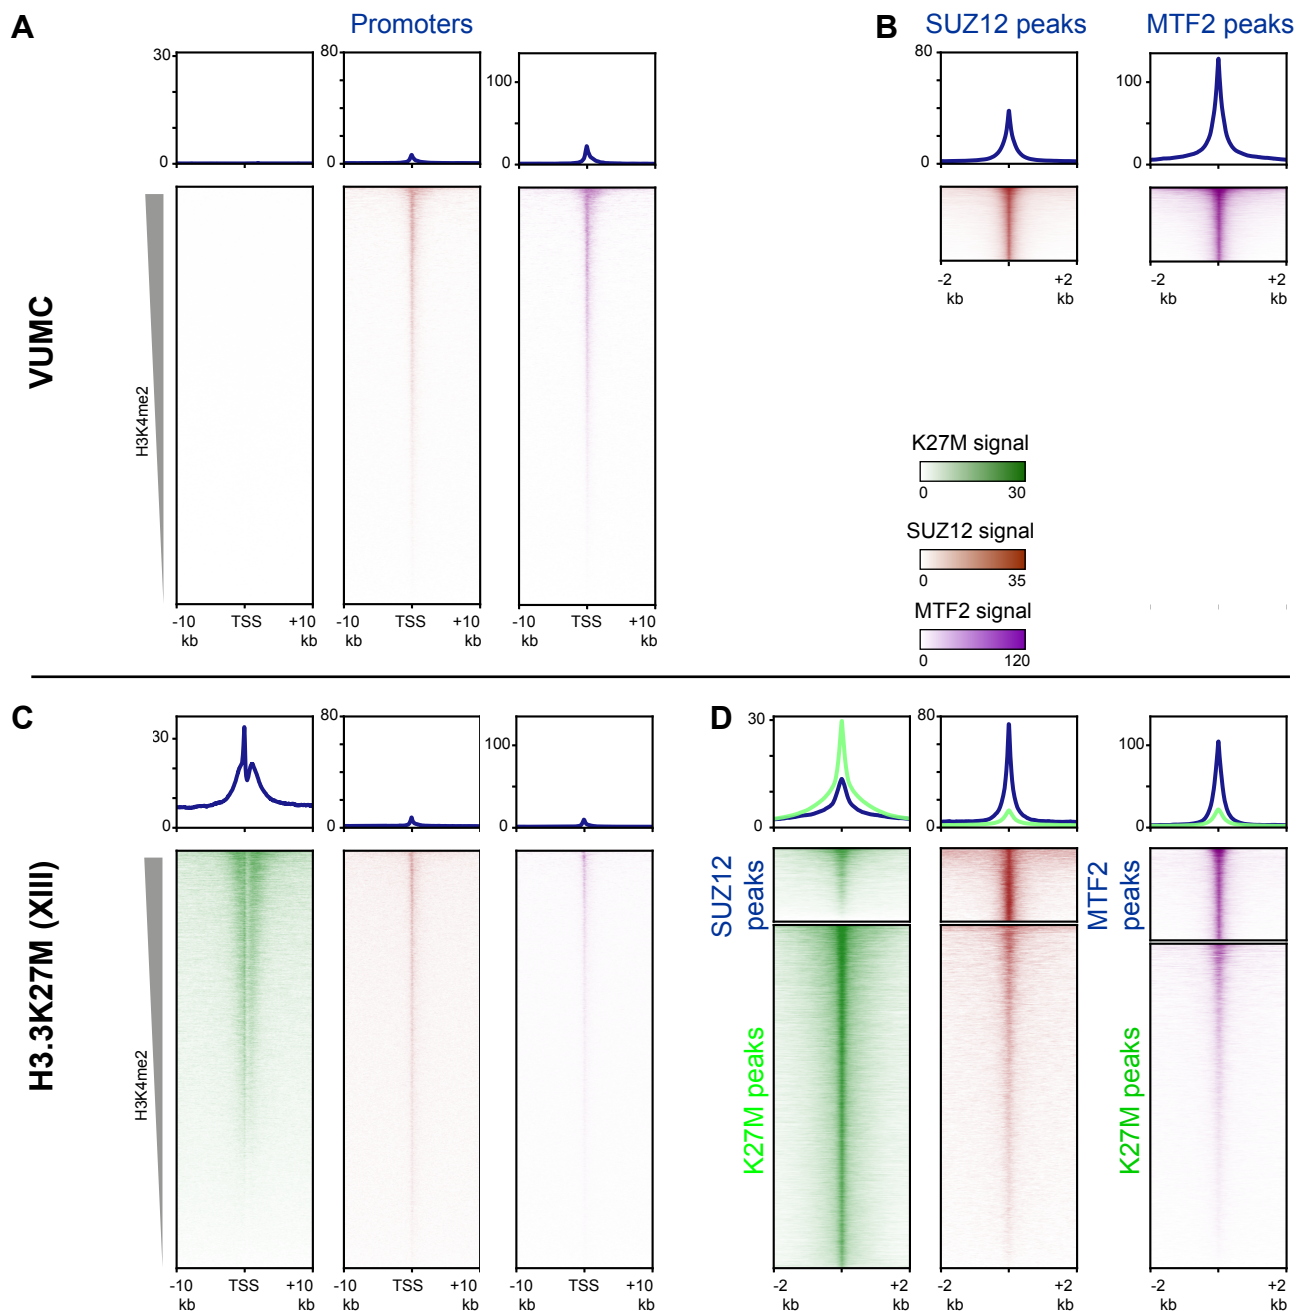 A
Promoters
30
0
80
0
100
0
VUMC
H3K4me2
-10 kb
TSS
+10 kb
-10 kb
TSS
+10 kb
-10 kb
TSS
+10 kb
B
SUZ12 peaks
MTF2 peaks
80
0
100
0
-2 kb
+2 kb
-2 kb
+2 kb
K27M signal
0 30
SUZ12 signal
0 35
MTF2 signal
0 120
C
30
0
80
0
100
0
H3.3K27M (XIII)
H3K4me2
-10 kb
TSS
+10 kb
-10 kb
TSS
+10 kb
-10 kb
TSS
+10 kb
D
30
0
80
0
100
0
SUZ12
peaks
K27M peaks
MTF2
peaks
K27M peaks
-2 kb
+2 kb
-2 kb
+2 kb
-2 kb
+2 kb